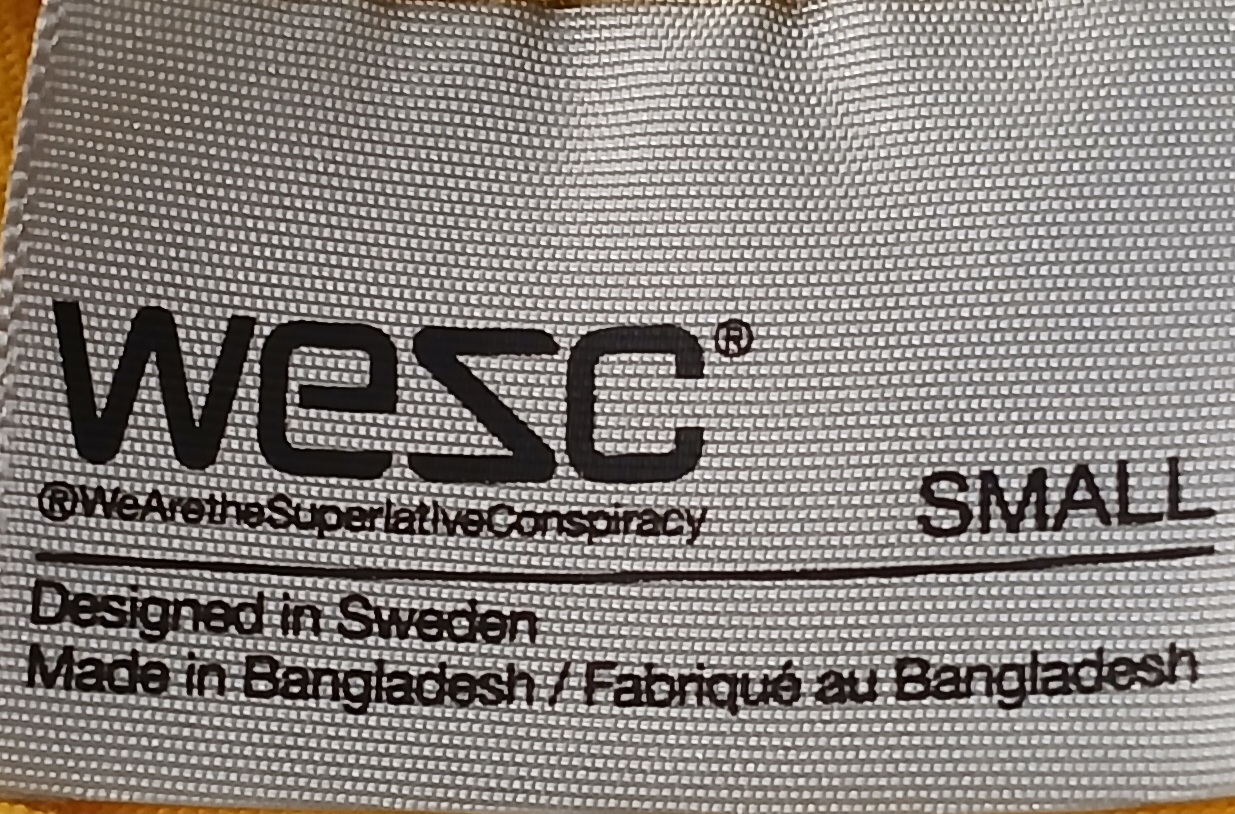 wesc®
®WeAretheSuperlativeConspiracy
SMALL
Designed in Sweden
Made in Bangladesh / Fabriqué au Bangladesh